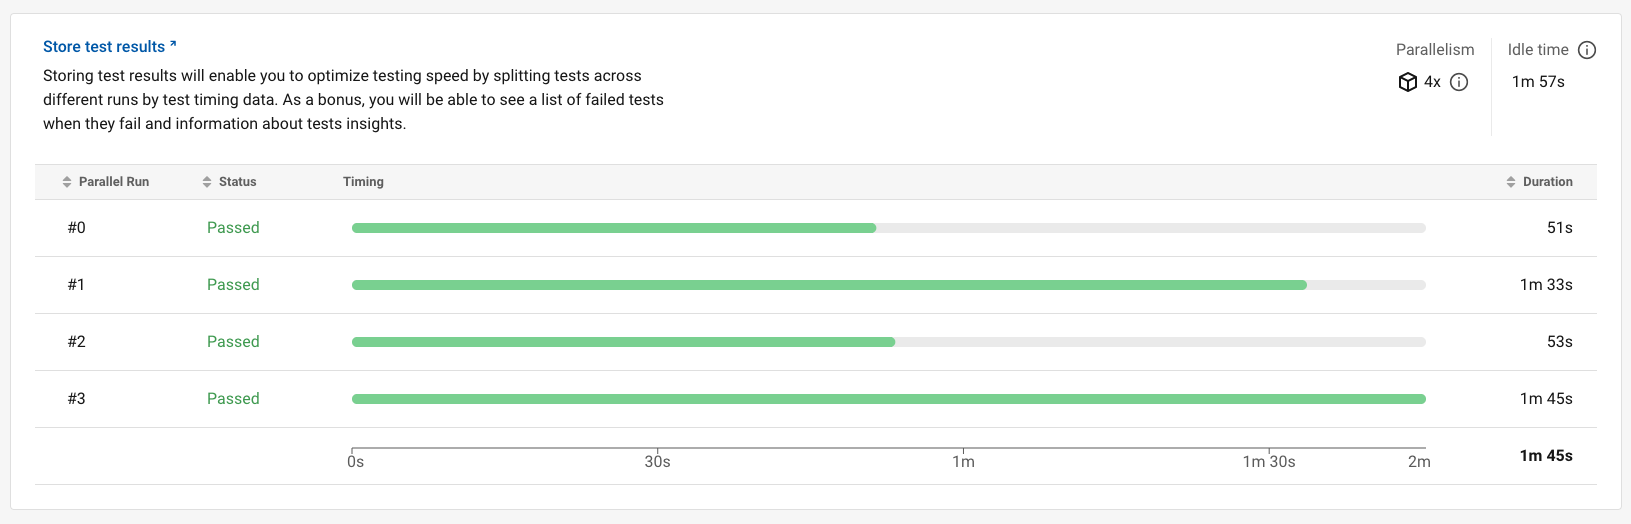 Store test results ↗
Storing test results will enable you to optimize testing speed by splitting tests across
different runs by test timing data. As a bonus, you will be able to see a list of failed tests
when they fail and information about tests insights.
Parallelism
4x
Idle time
1m 57s
Parallel Run Status Timing Duration
#0 Passed 51s
#1 Passed 1m 33s
#2 Passed 53s
#3 Passed 1m 45s
0s 30s 1m 1m 30s 2m 1m 45s